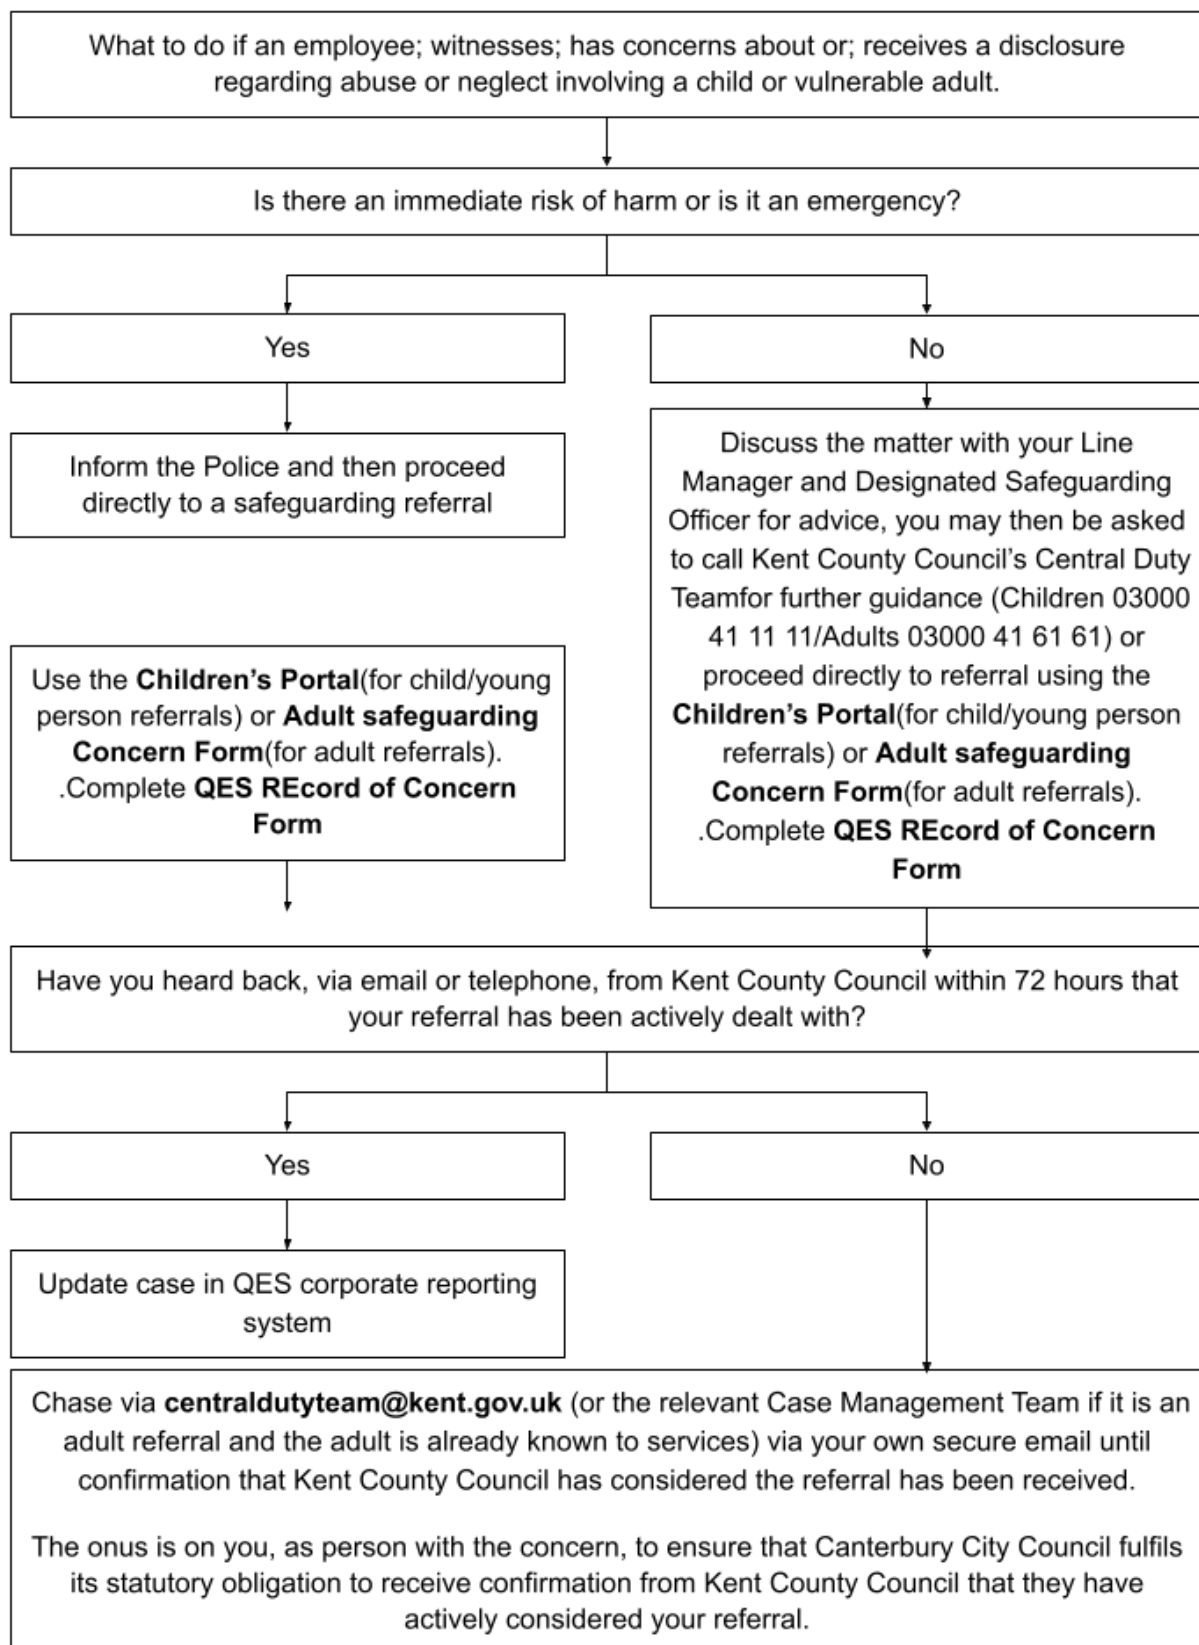 What to do if an employee; witnesses; has concerns about or; receives a disclosure
regarding abuse or neglect involving a child or vulnerable adult.
Is there an immediate risk of harm or is it an emergency?
Yes
No
Inform the Police and then proceed
directly to a safeguarding referral
Discuss the matter with your Line
Manager and Designated Safeguarding
Officer for advice, you may then be asked
to call Kent County Council’s Central Duty
Teamfor further guidance (Children 03000
41 11 11/Adults 03000 41 61 61) or
proceed directly to referral using the
Children’s Portal(for child/young person
referrals) or Adult safeguarding
Concern Form(for adult referrals).
.Complete QES REcord of Concern
Form
Use the Children’s Portal(for child/young
person referrals) or Adult safeguarding
Concern Form(for adult referrals).
.Complete QES REcord of Concern
Form
Have you heard back, via email or telephone, from Kent County Council within 72 hours that
your referral has been actively dealt with?
Yes
No
Update case in QES corporate reporting
system
Chase via centraldutyteam@kent.gov.uk (or the relevant Case Management Team if it is an
adult referral and the adult is already known to services) via your own secure email until
confirmation that Kent County Council has considered the referral has been received.
The onus is on you, as person with the concern, to ensure that Canterbury City Council fulfils
its statutory obligation to receive confirmation from Kent County Council that they have
actively considered your referral.